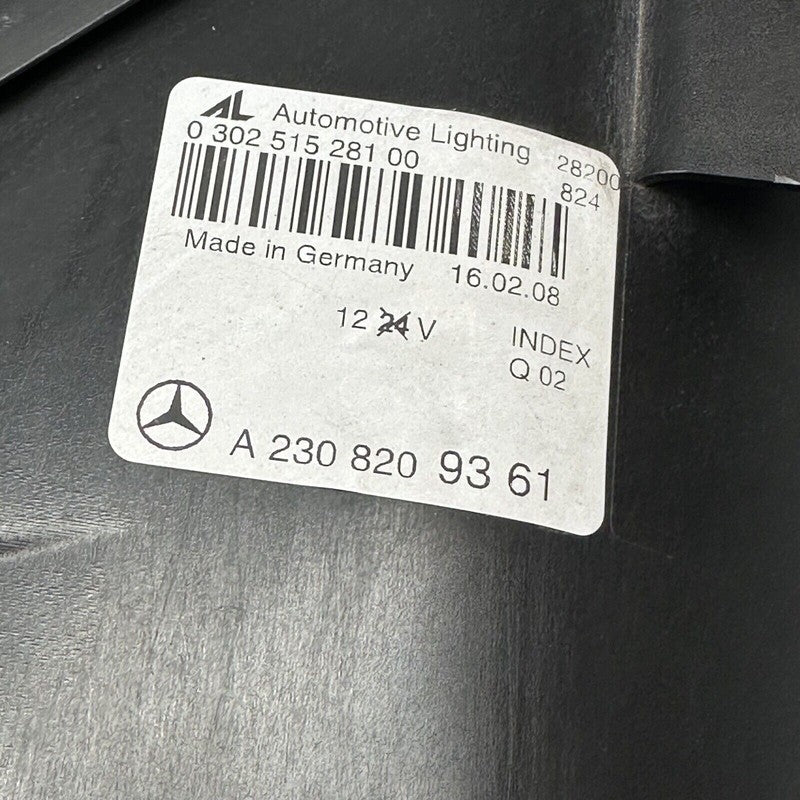 AL Automotive Lighting 28200
0 302 515 281 00 824
Made in Germany 16.02.08
12 24 V INDEX
Q 02
A 230 820 93 61